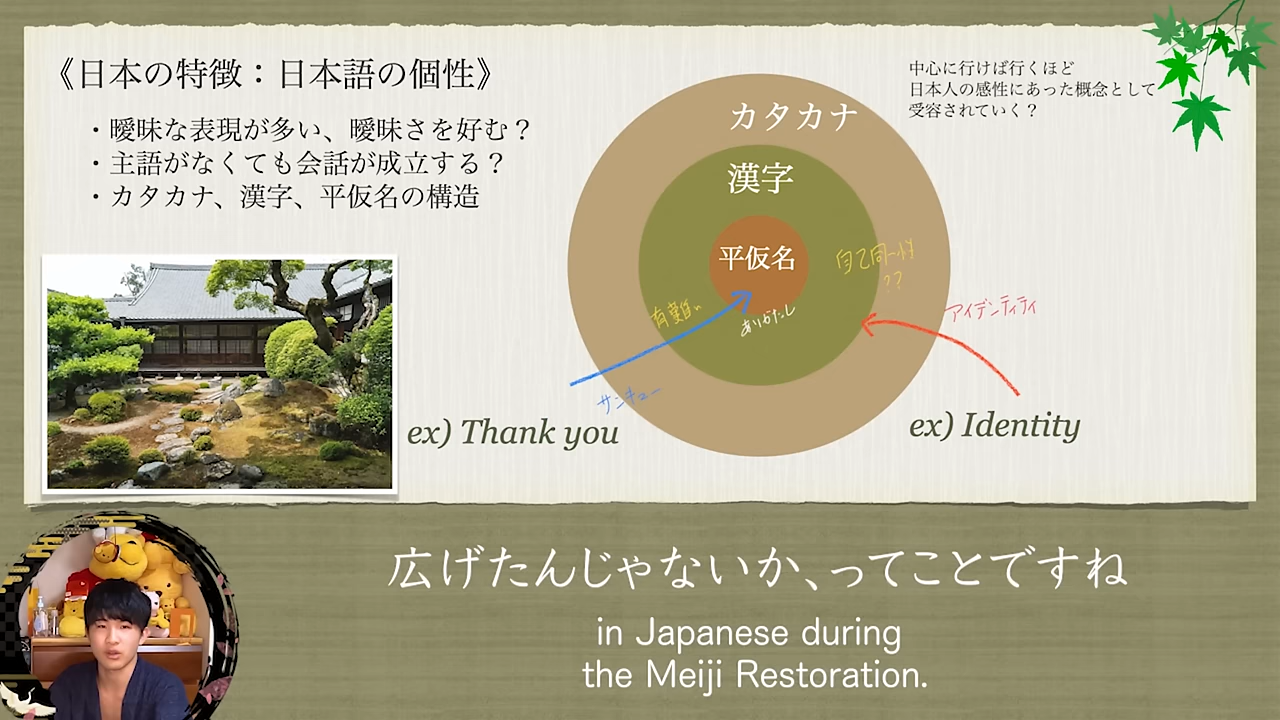 《日本の特徴：日本語の個性》
・曖昧な表現が多い、曖昧さを好む？
・主語がなくても会話が成立する？
・カタカナ、漢字、平仮名の構造
中心に行けば行くほど
日本人の感性にあった概念として
受容されていく？
カタカナ
漢字
平仮名
自己同一性
??
有難い
ありがたし
アイデンティティ
サンキュー
ex) Thank you
ex) Identity
広げたんじゃないか、ってことですね
in Japanese during
the Meiji Restoration.